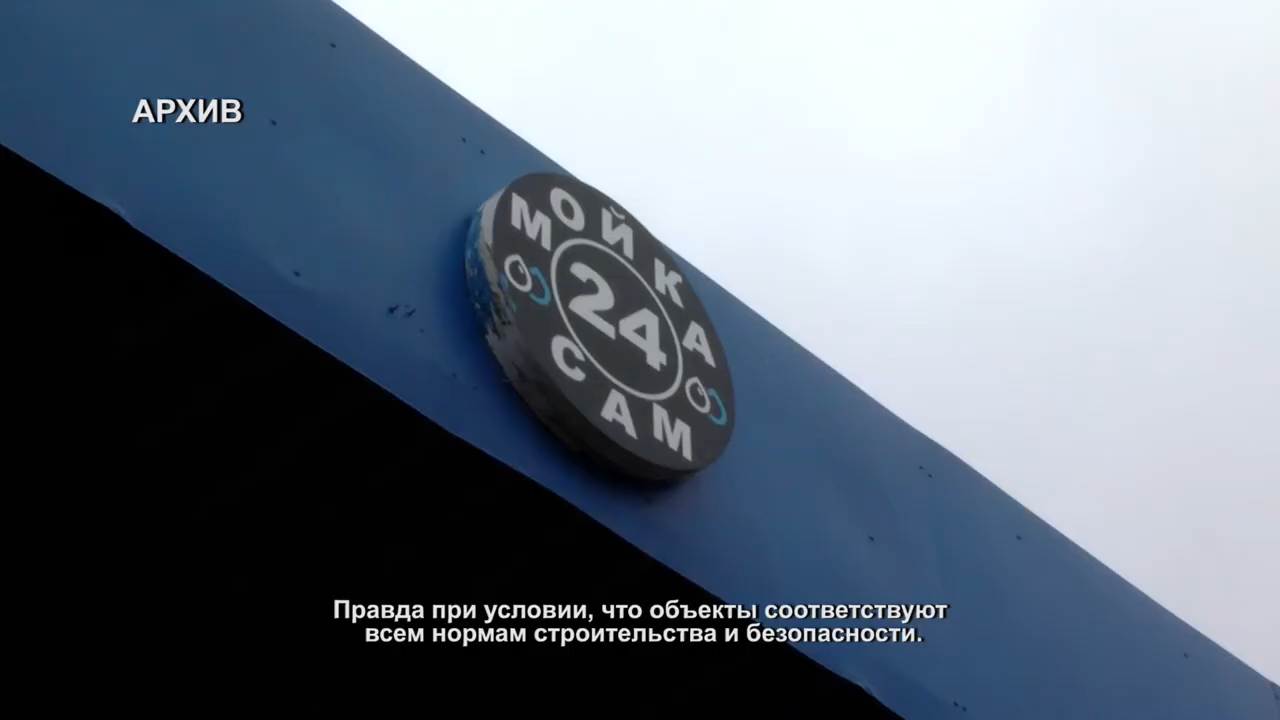 АРХИВ
МОЙКА
24
САМ
Правда при условии, что объекты соответствуют
всем нормам строительства и безопасности.